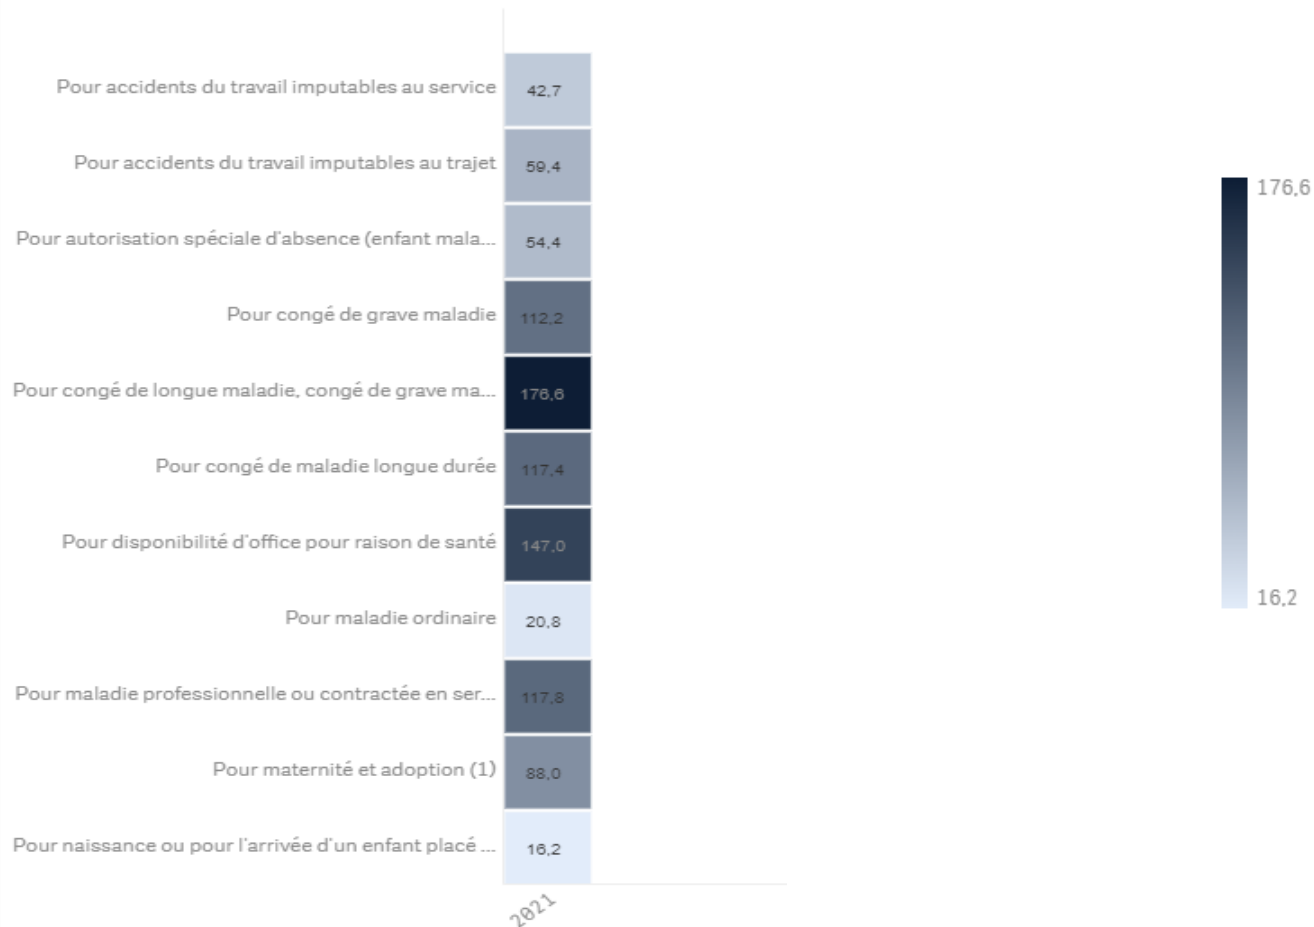 Pour accidents du travail imputables au service 42,7
Pour accidents du travail imputables au trajet 59,4
Pour autorisation spéciale d'absence (enfant mala... 54,4
Pour congé de grave maladie 112,2
Pour congé de longue maladie, congé de grave ma... 176,6
Pour congé de maladie longue durée 117,4
Pour disponibilité d'office pour raison de santé 147,0
Pour maladie ordinaire 20,8
Pour maladie professionnelle ou contractée en ser... 117,8
Pour maternité et adoption (1) 88,0
Pour naissance ou pour l'arrivée d'un enfant placé ... 16,2
2021
176,6
16,2